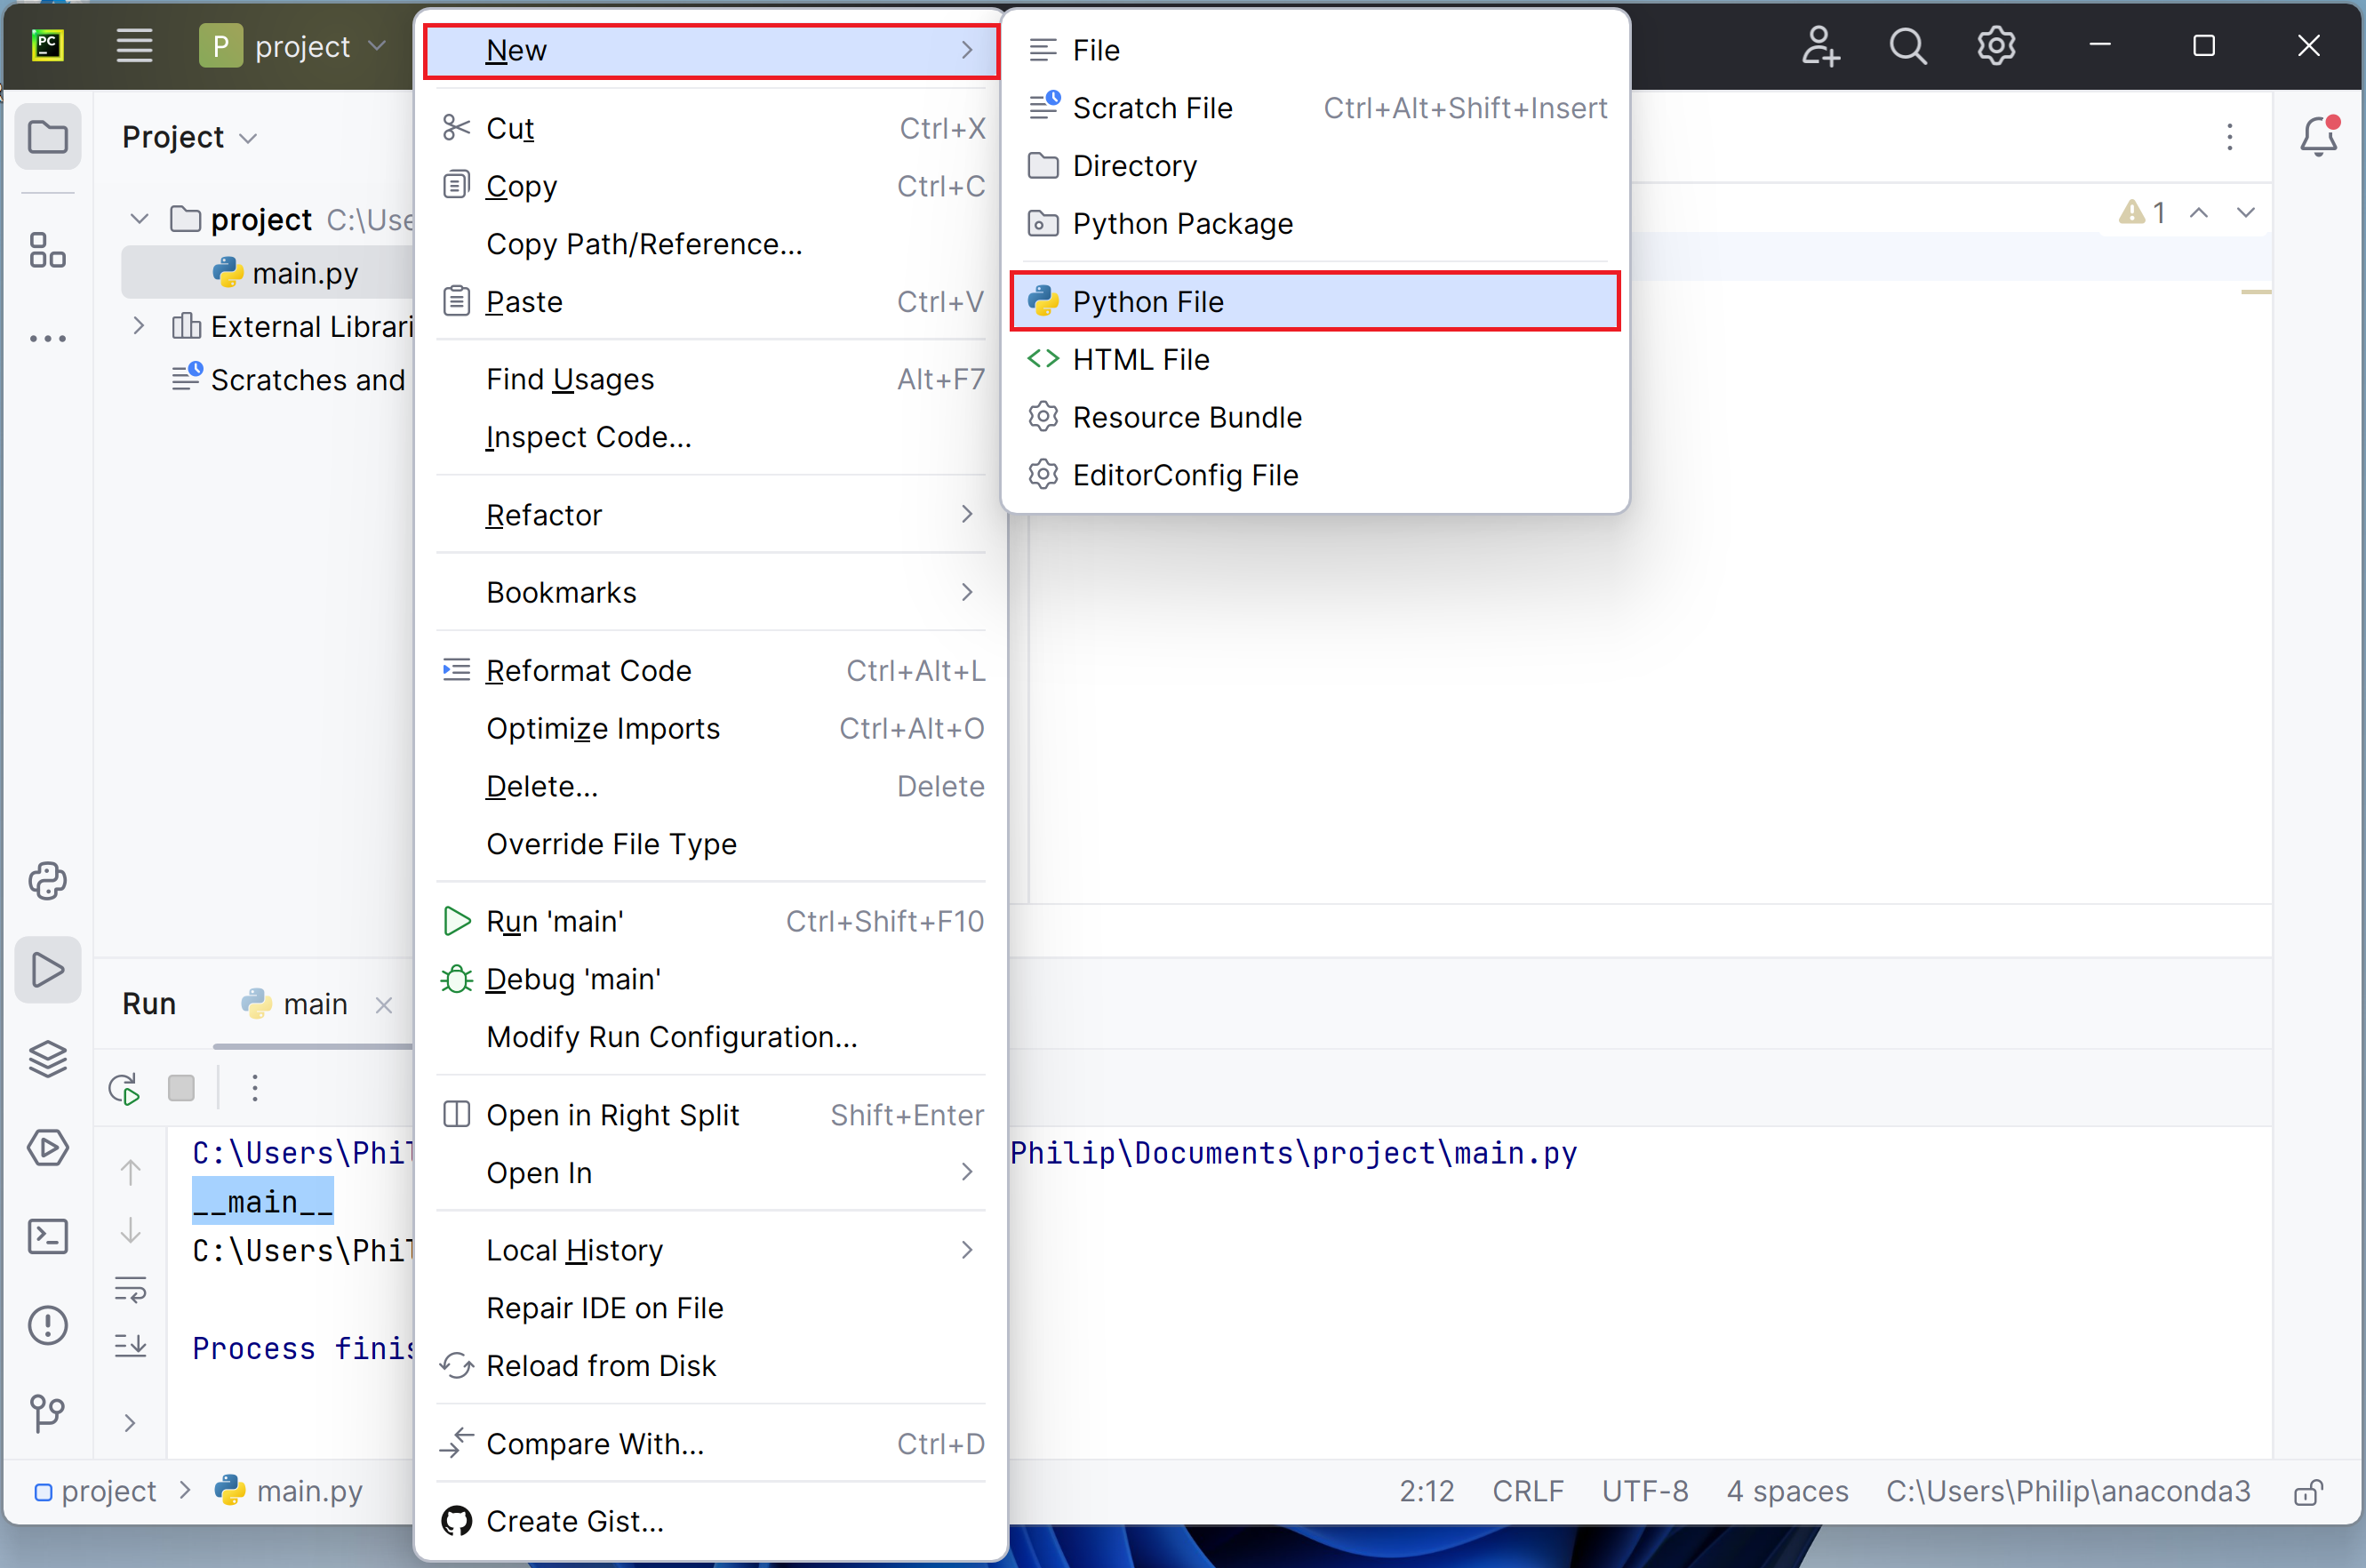 PC
P project
Project
project C:\Use
main.py
External Librari
Scratches and
New
Cut Ctrl+X
Copy Ctrl+C
Copy Path/Reference...
Paste Ctrl+V
Find Usages Alt+F7
Inspect Code...
Refactor
Bookmarks
Reformat Code Ctrl+Alt+L
Optimize Imports Ctrl+Alt+O
Delete... Delete
Override File Type
Run 'main' Ctrl+Shift+F10
Debug 'main'
Modify Run Configuration...
Open in Right Split Shift+Enter
Open In
Local History
Repair IDE on File
Reload from Disk
Compare With... Ctrl+D
Create Gist...
File
Scratch File Ctrl+Alt+Shift+Insert
Directory
Python Package
Python File
HTML File
Resource Bundle
EditorConfig File
1
Run main
C:\Users\Phil Philip\Documents\project\main.py
__main__
C:\Users\Phil
Process finis
project main.py
2:12 CRLF UTF-8 4 spaces C:\Users\Philip\anaconda3